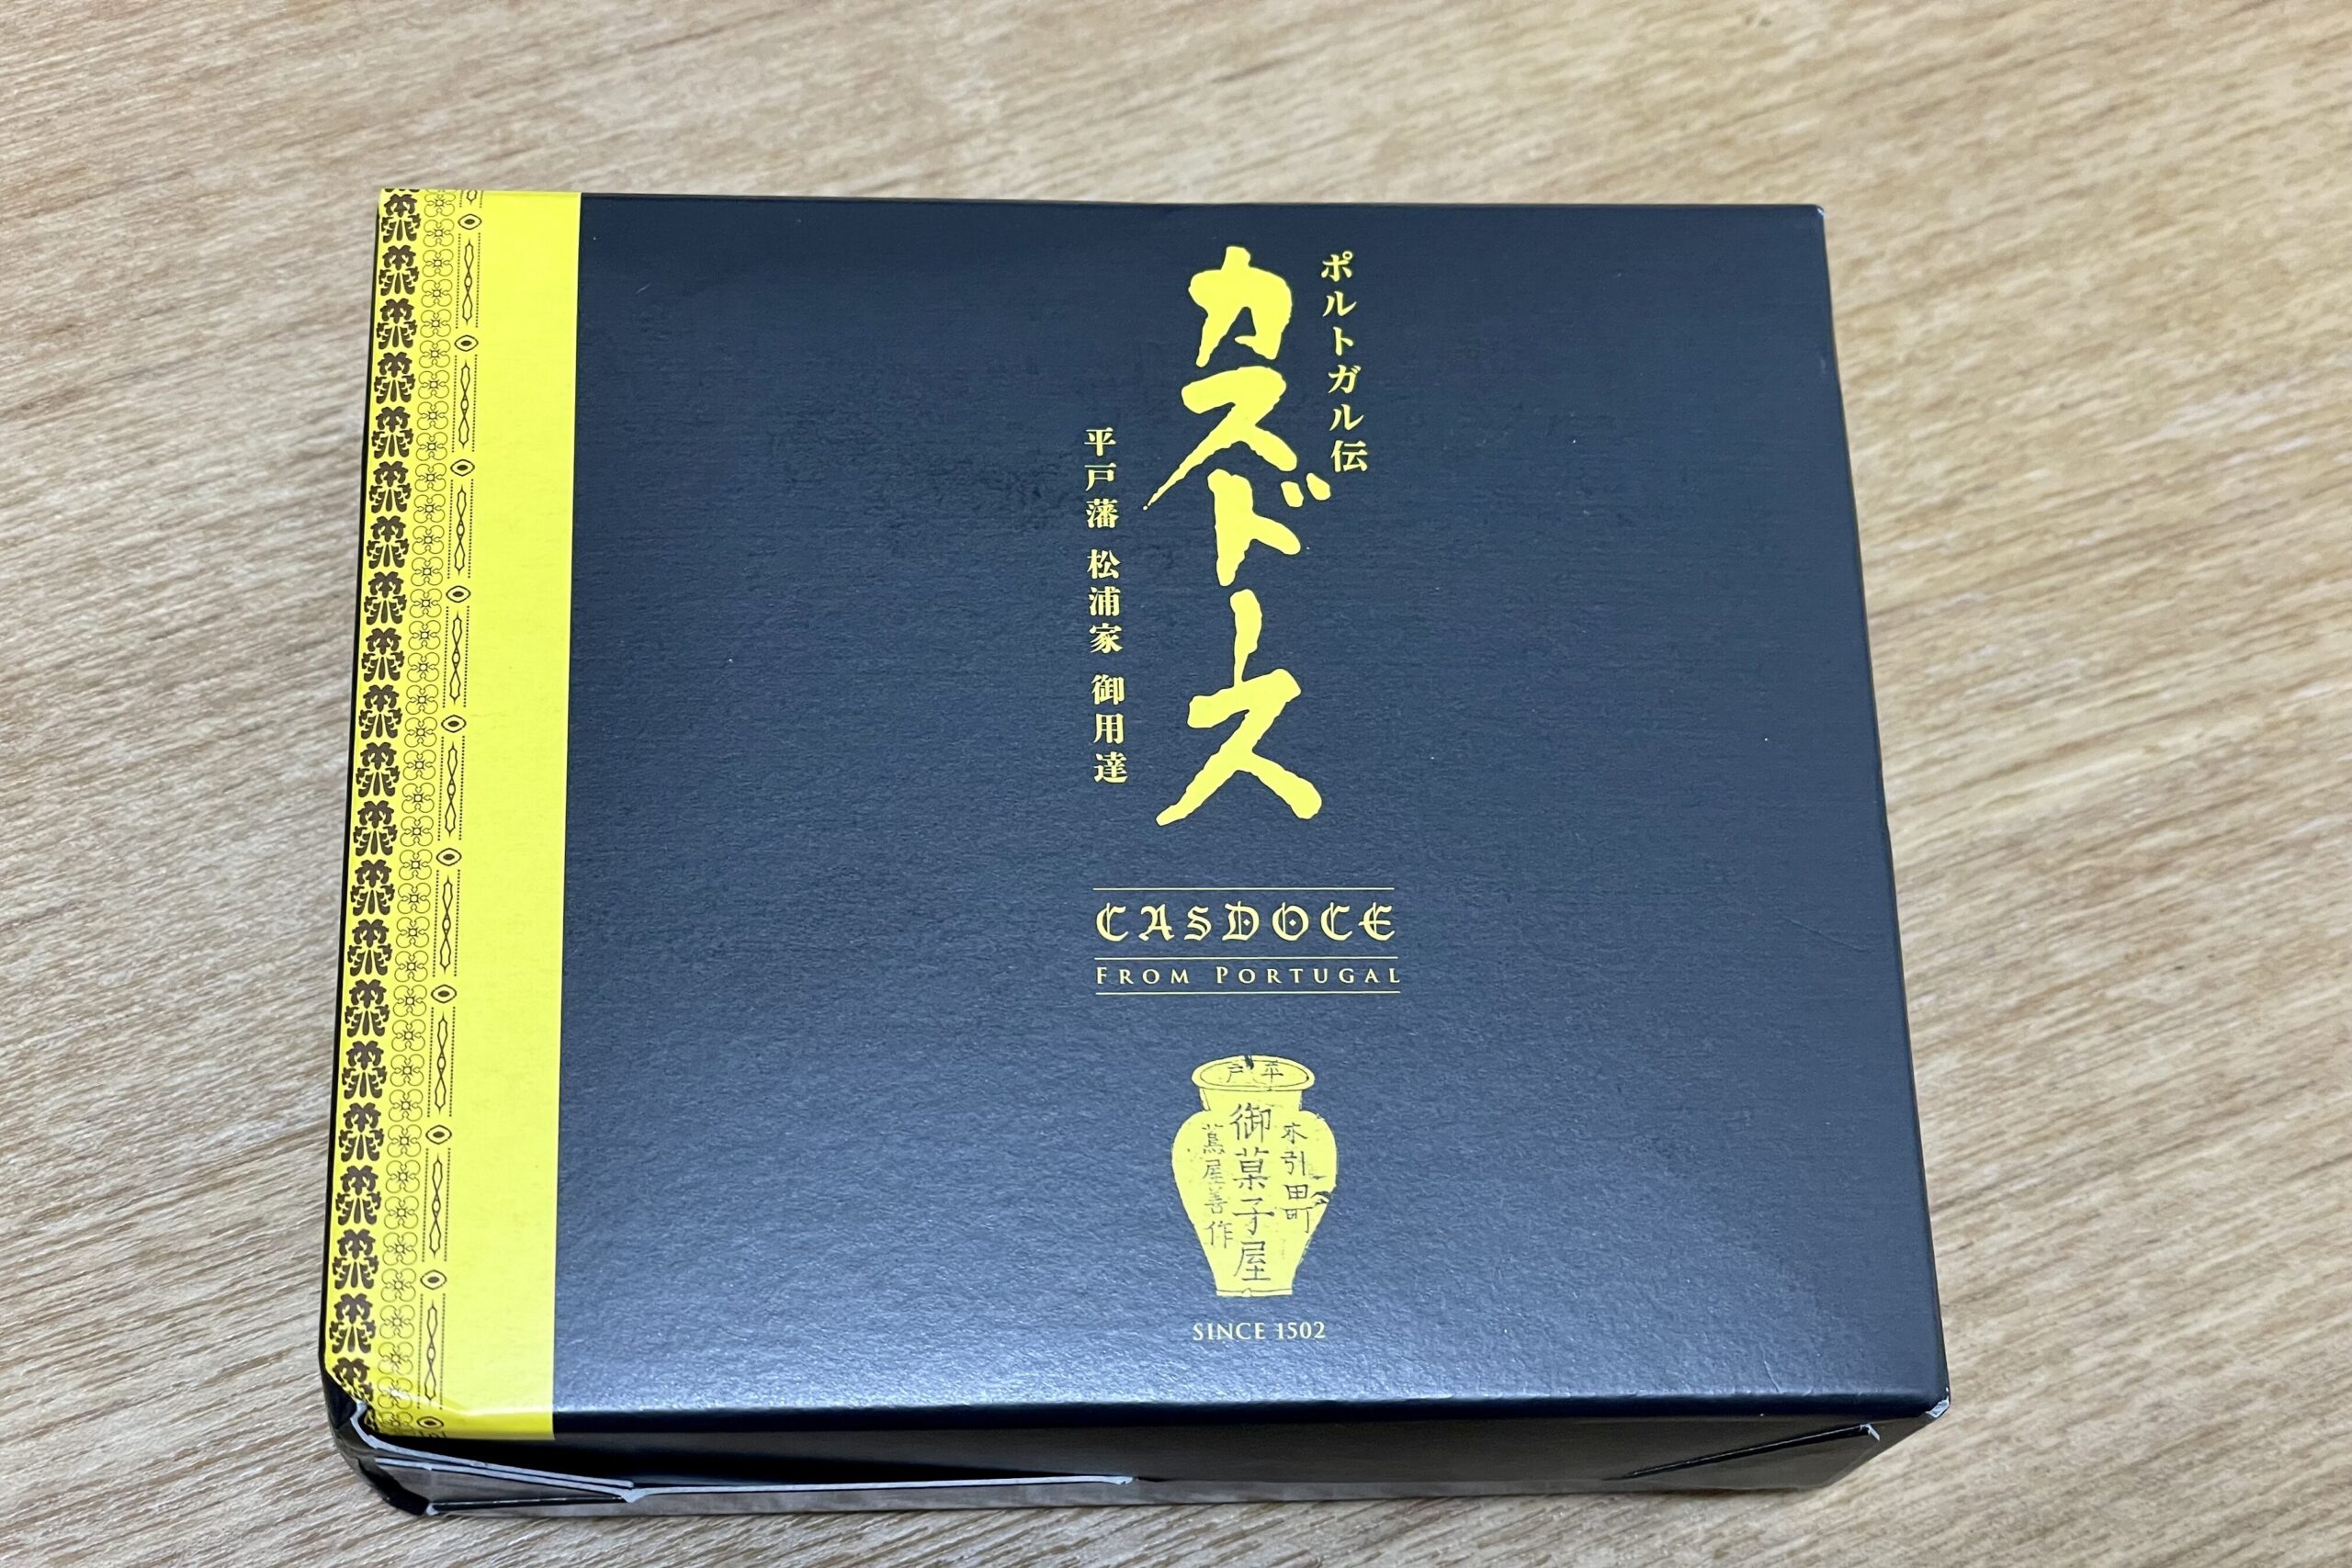 ポルトガル伝
カスドース
平戸藩 松浦家 御用達
CASDOCE
FROM PORTUGAL
平戸
木引田町
御菓子屋
蔦屋善作
SINCE 1502